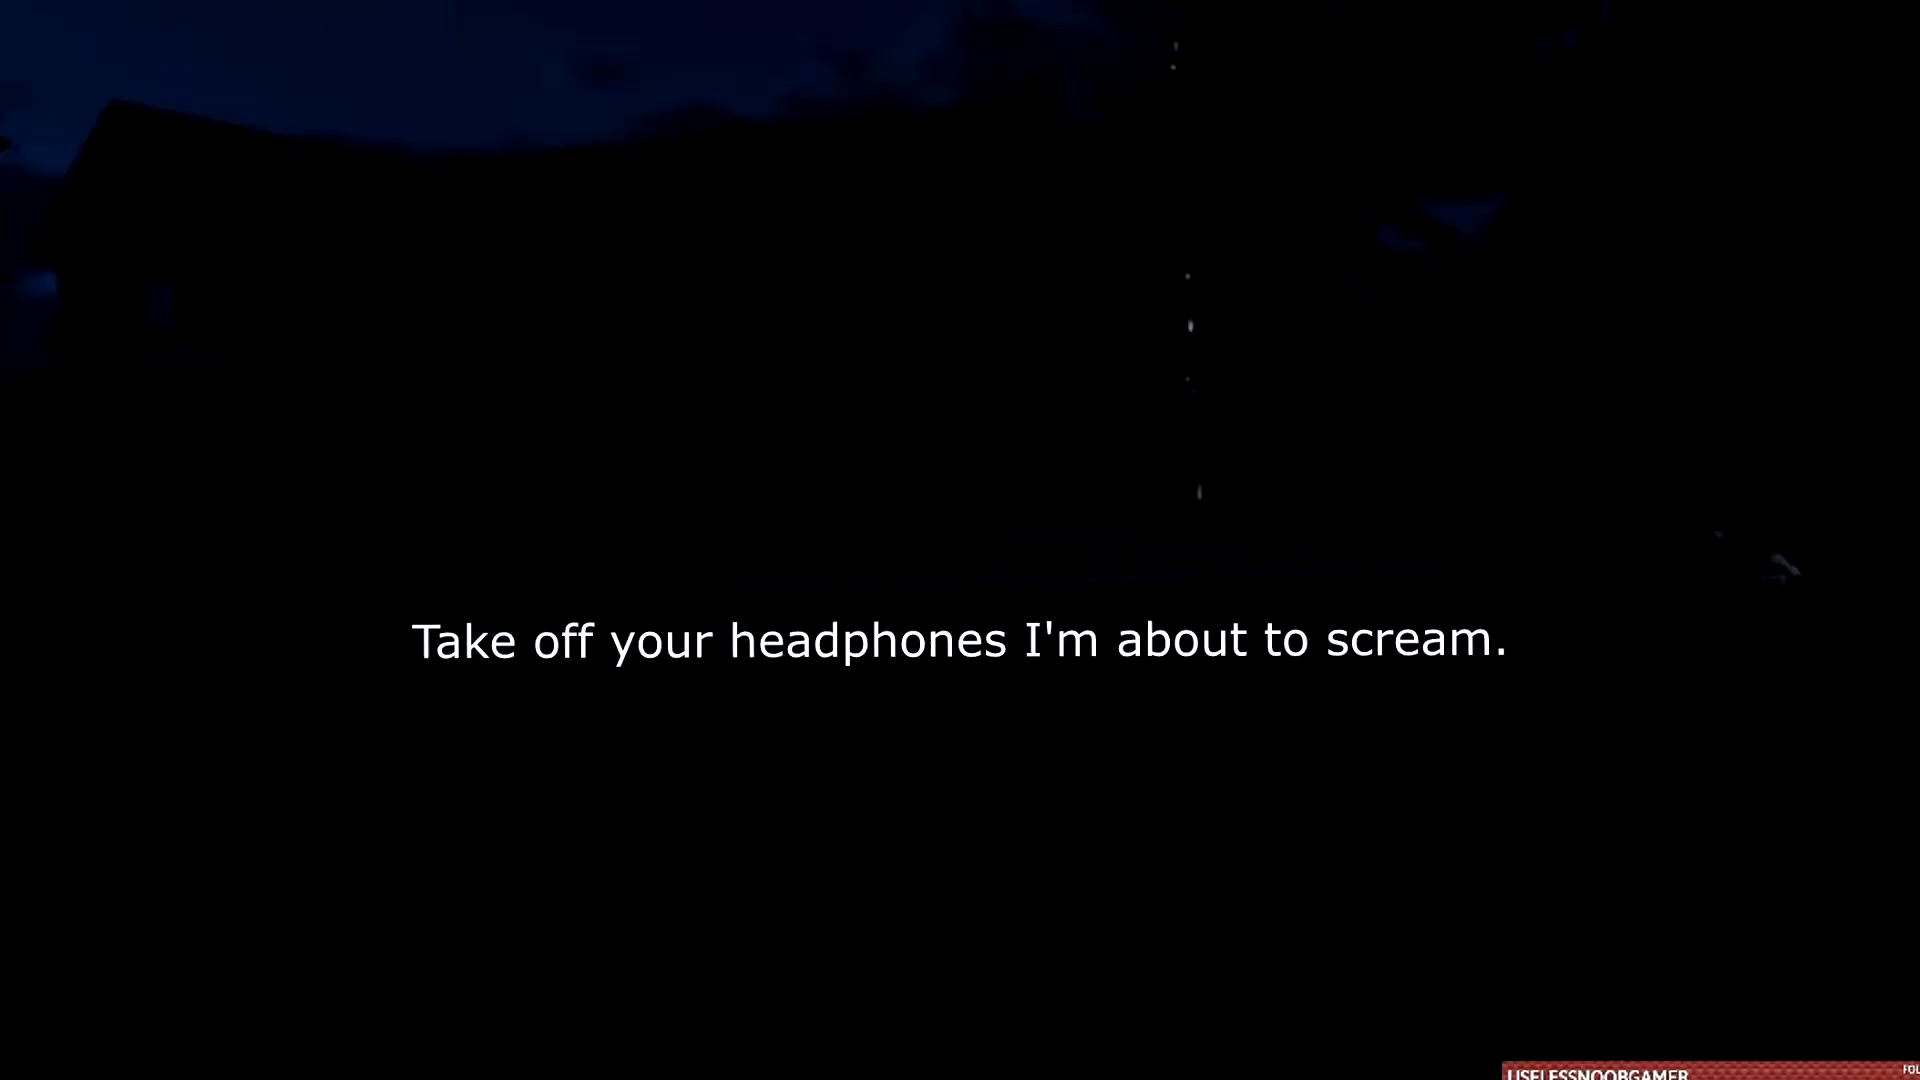 Take off your headphones I'm about to scream.
USELESSNOOBGAMER